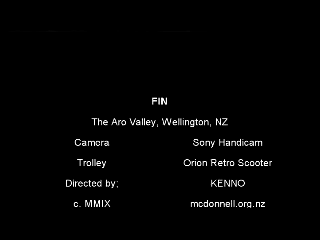 FIN
The Aro Valley, Wellington, NZ
Camera Sony Handicam
Trolley Orion Retro Scooter
Directed by; KENNO
c. MMIX mcdonnell.org.nz